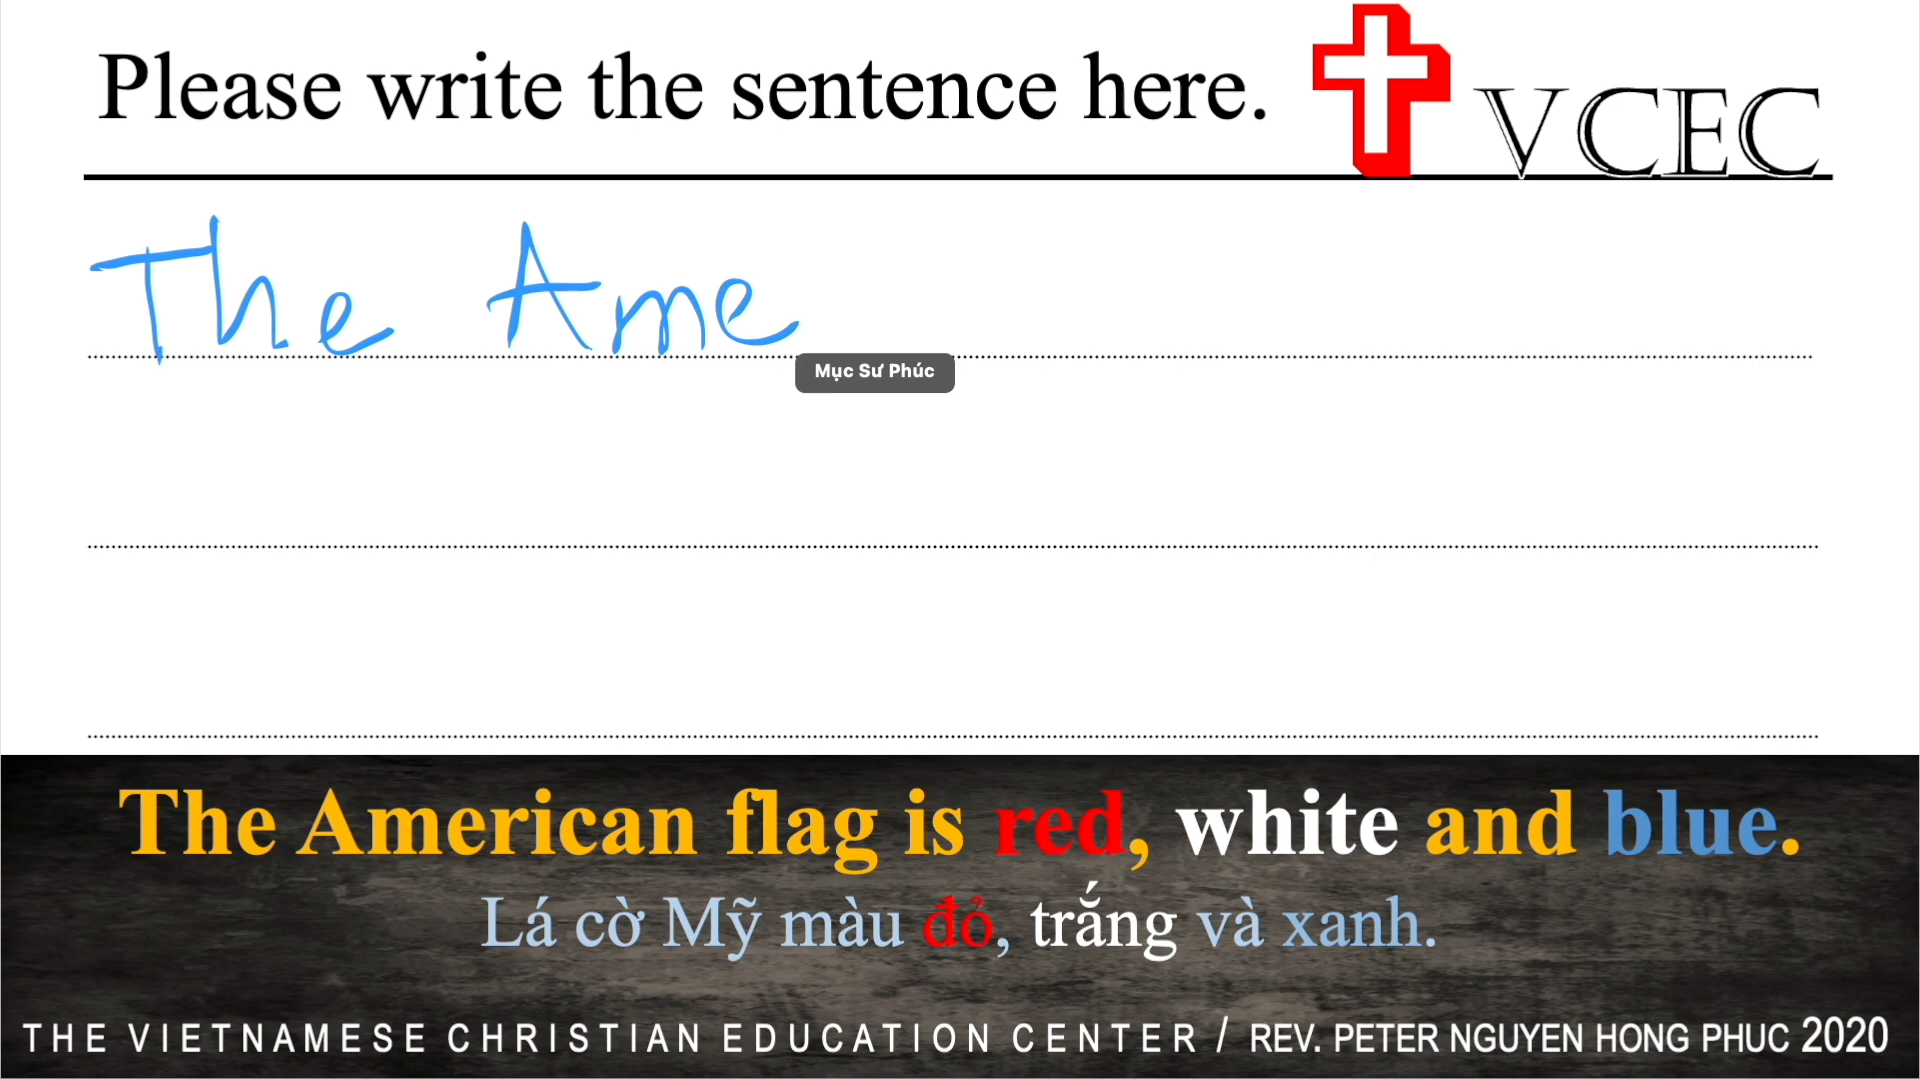 Please write the sentence here.
VCEC
The Ame
Mục Sư Phúc
The American flag is red, white and blue.
Lá cờ Mỹ màu đỏ, trắng và xanh.
THE VIETNAMESE CHRISTIAN EDUCATION CENTER / REV. PETER NGUYEN HONG PHUC 2020